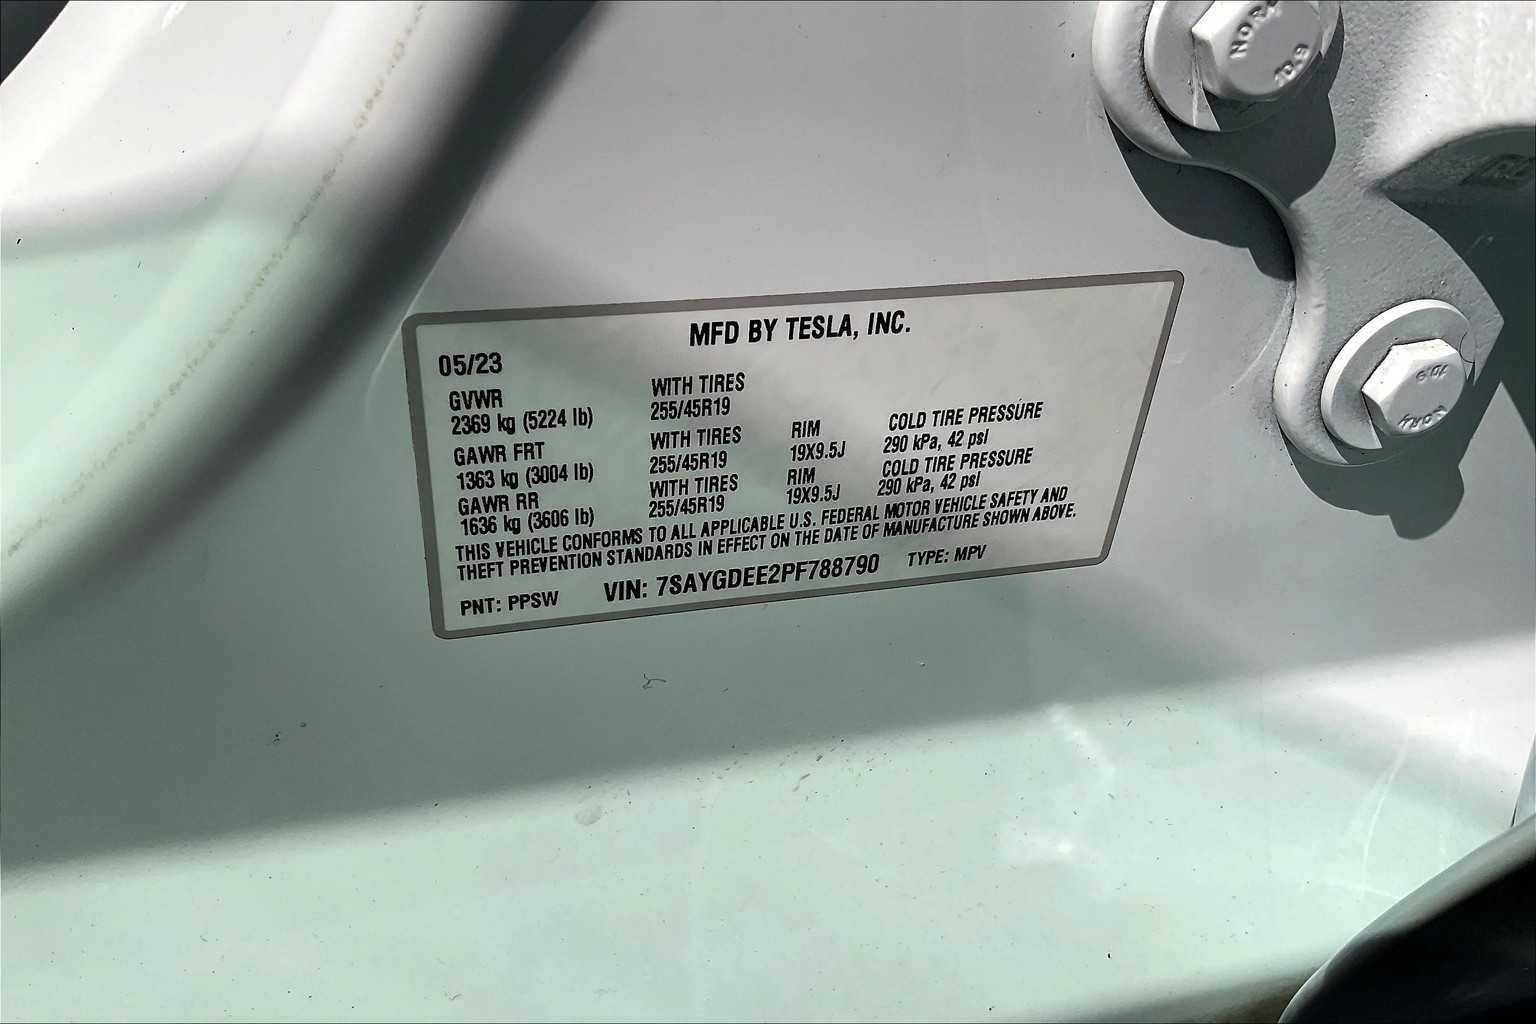 MFD BY TESLA, INC.
05/23
GVWR WITH TIRES
2369 kg (5224 lb) 255/45R19
GAWR FRT WITH TIRES RIM COLD TIRE PRESSURE
1363 kg (3004 lb) 255/45R19 19X9.5J 290 kPa, 42 psi
GAWR RR WITH TIRES RIM COLD TIRE PRESSURE
1636 kg (3606 lb) 255/45R19 19X9.5J 290 kPa, 42 psi
THIS VEHICLE CONFORMS TO ALL APPLICABLE U.S. FEDERAL MOTOR VEHICLE SAFETY AND
THEFT PREVENTION STANDARDS IN EFFECT ON THE DATE OF MANUFACTURE SHOWN ABOVE.
PNT: PPSW VIN: 7SAYGDEE2PF788790 TYPE: MPV
10.9
10.9